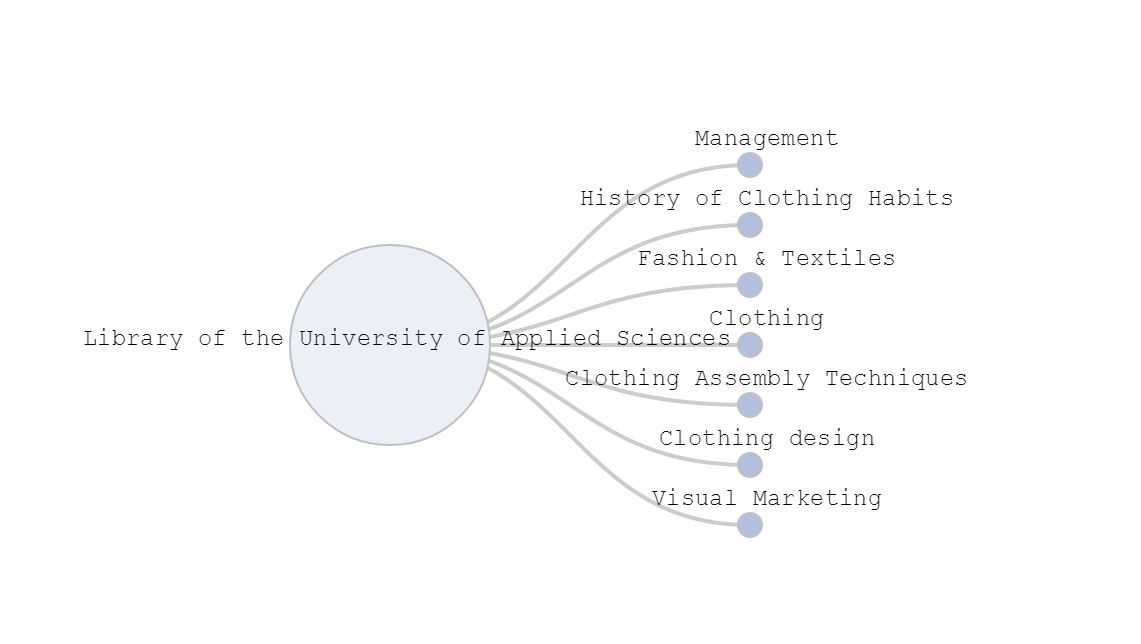 Management
History of Clothing Habits
Fashion & Textiles
Clothing
Library of the University of Applied Sciences
Clothing Assembly Techniques
Clothing design
Visual Marketing